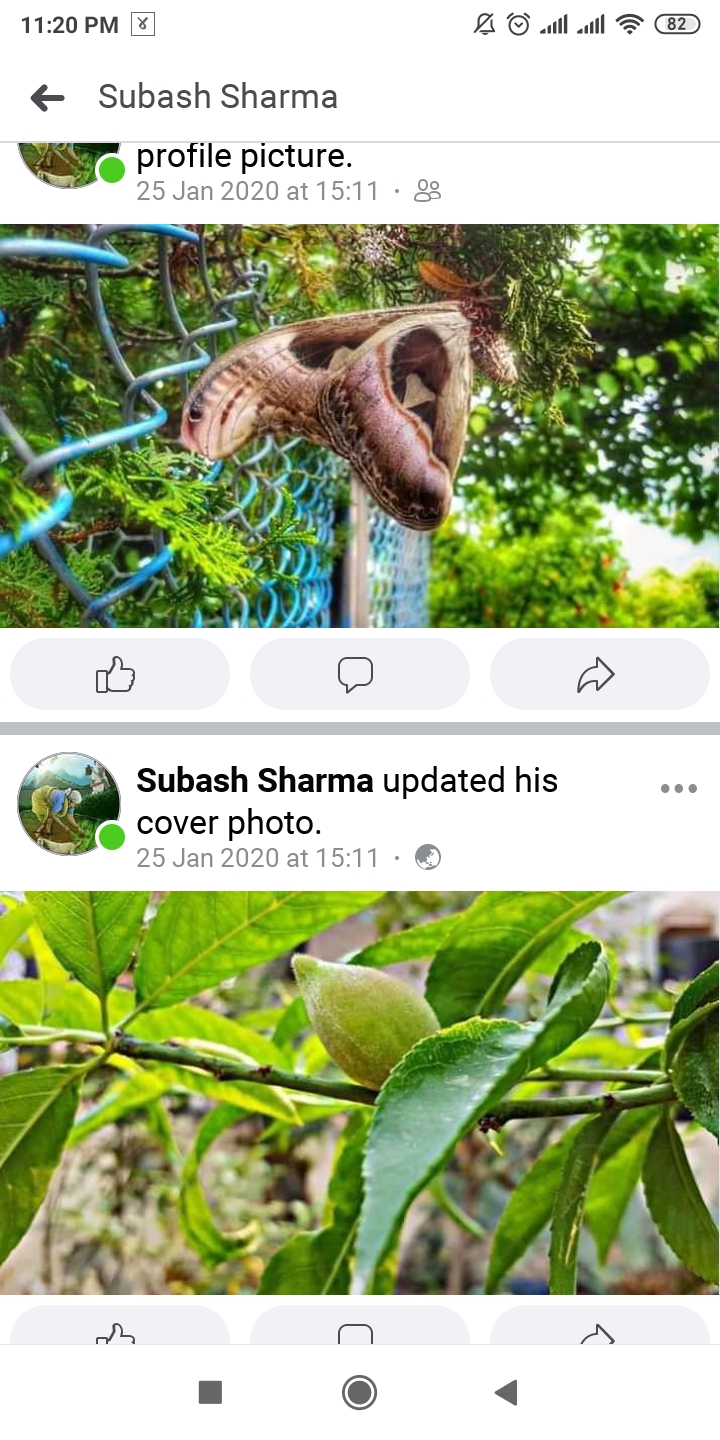 11:20 PM
82
Subash Sharma
profile picture.
25 Jan 2020 at 15:11 ·
Subash Sharma updated his
cover photo.
25 Jan 2020 at 15:11 ·